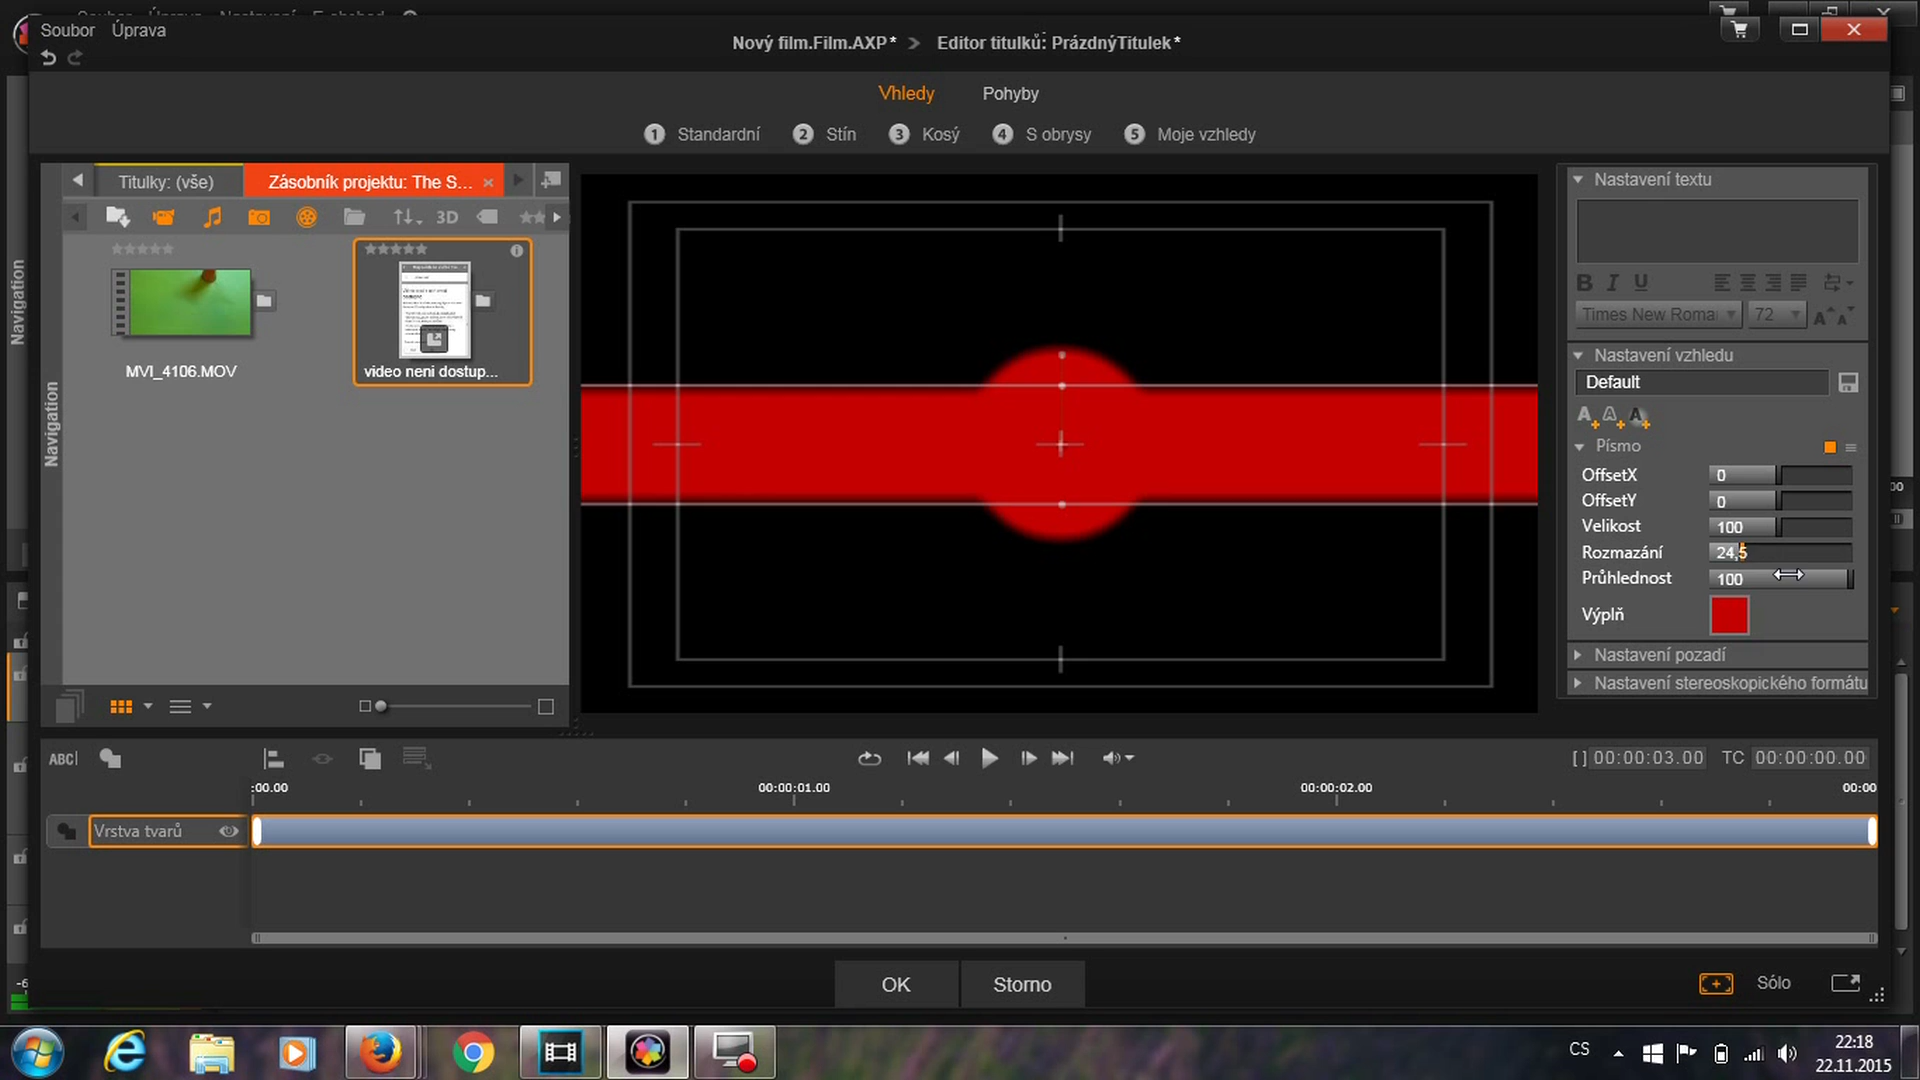 Soubor Úprava
Nový film.Film.AXP* > Editor titulků: PrázdnýTitulek*
Vhledy Pohyby
1 Standardní 2 Stín 3 Kosý 4 S obrysy 5 Moje vzhledy
Titulky: (vše) Zásobník projektu: The S... ×
3D
Navigation
Navigation
MVI_4106.MOV video neni dostup...
Nastavení textu
B I U
Times New Roma 72
Nastavení vzhledu
Default
Písmo
OffsetX 0
OffsetY 0
Velikost 100
Rozmazání 24,5
Průhlednost 100
Výplň
Nastavení pozadí
Nastavení stereoskopického formátu
ABC
[ ] 00:00:03.00 TC 00:00:00.00
:00.00 00:00:01.00 00:00:02.00 00:00
Vrstva tvarů
OK Storno
Sólo
CS
22:18
22.11.2015